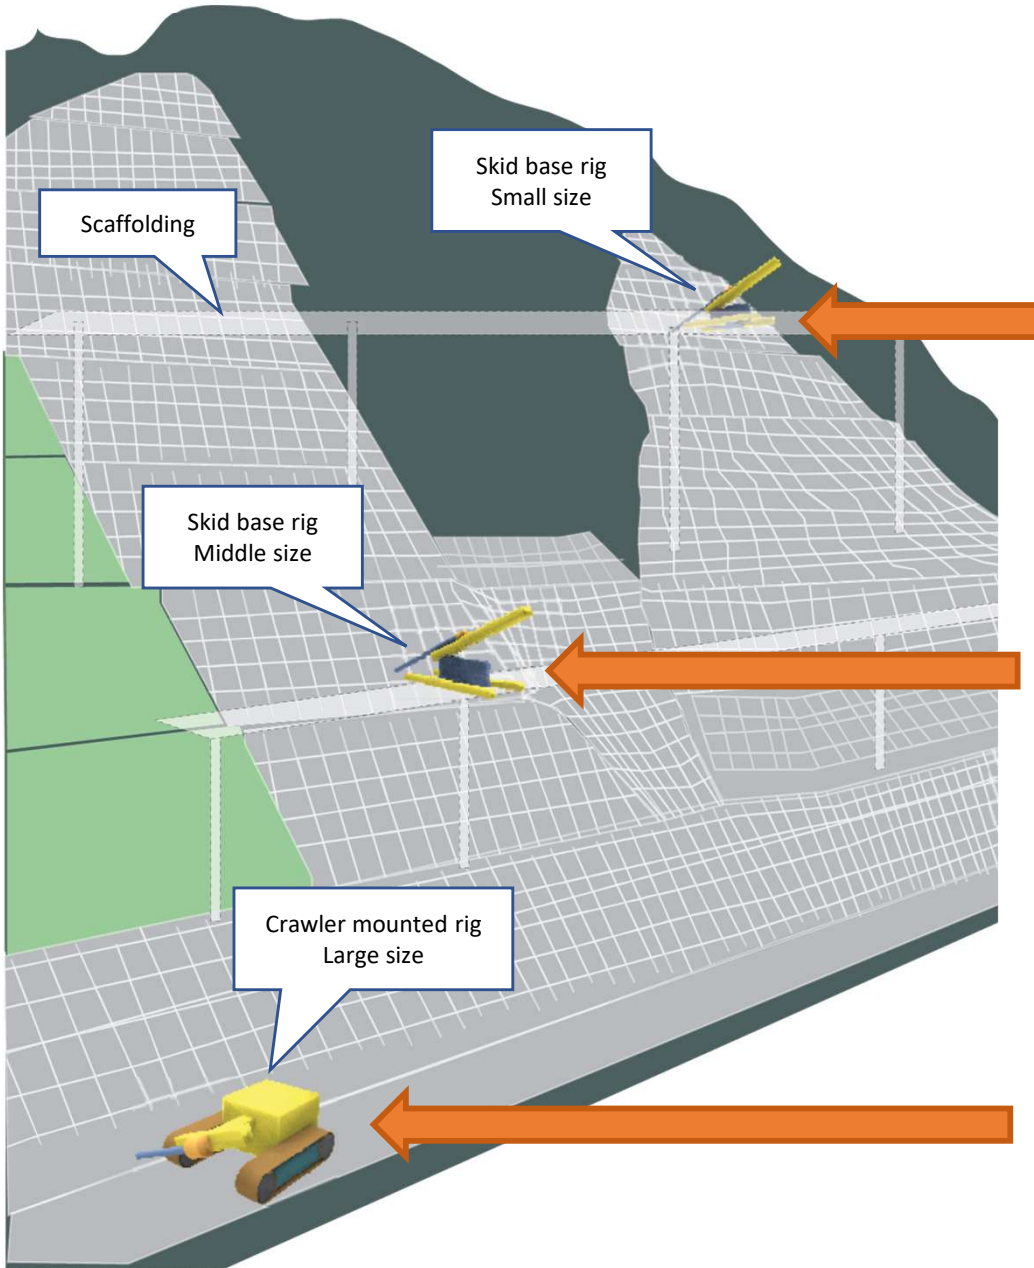 Skid base rig
Small size
Scaffolding
Skid base rig
Middle size
Crawler mounted rig
Large size